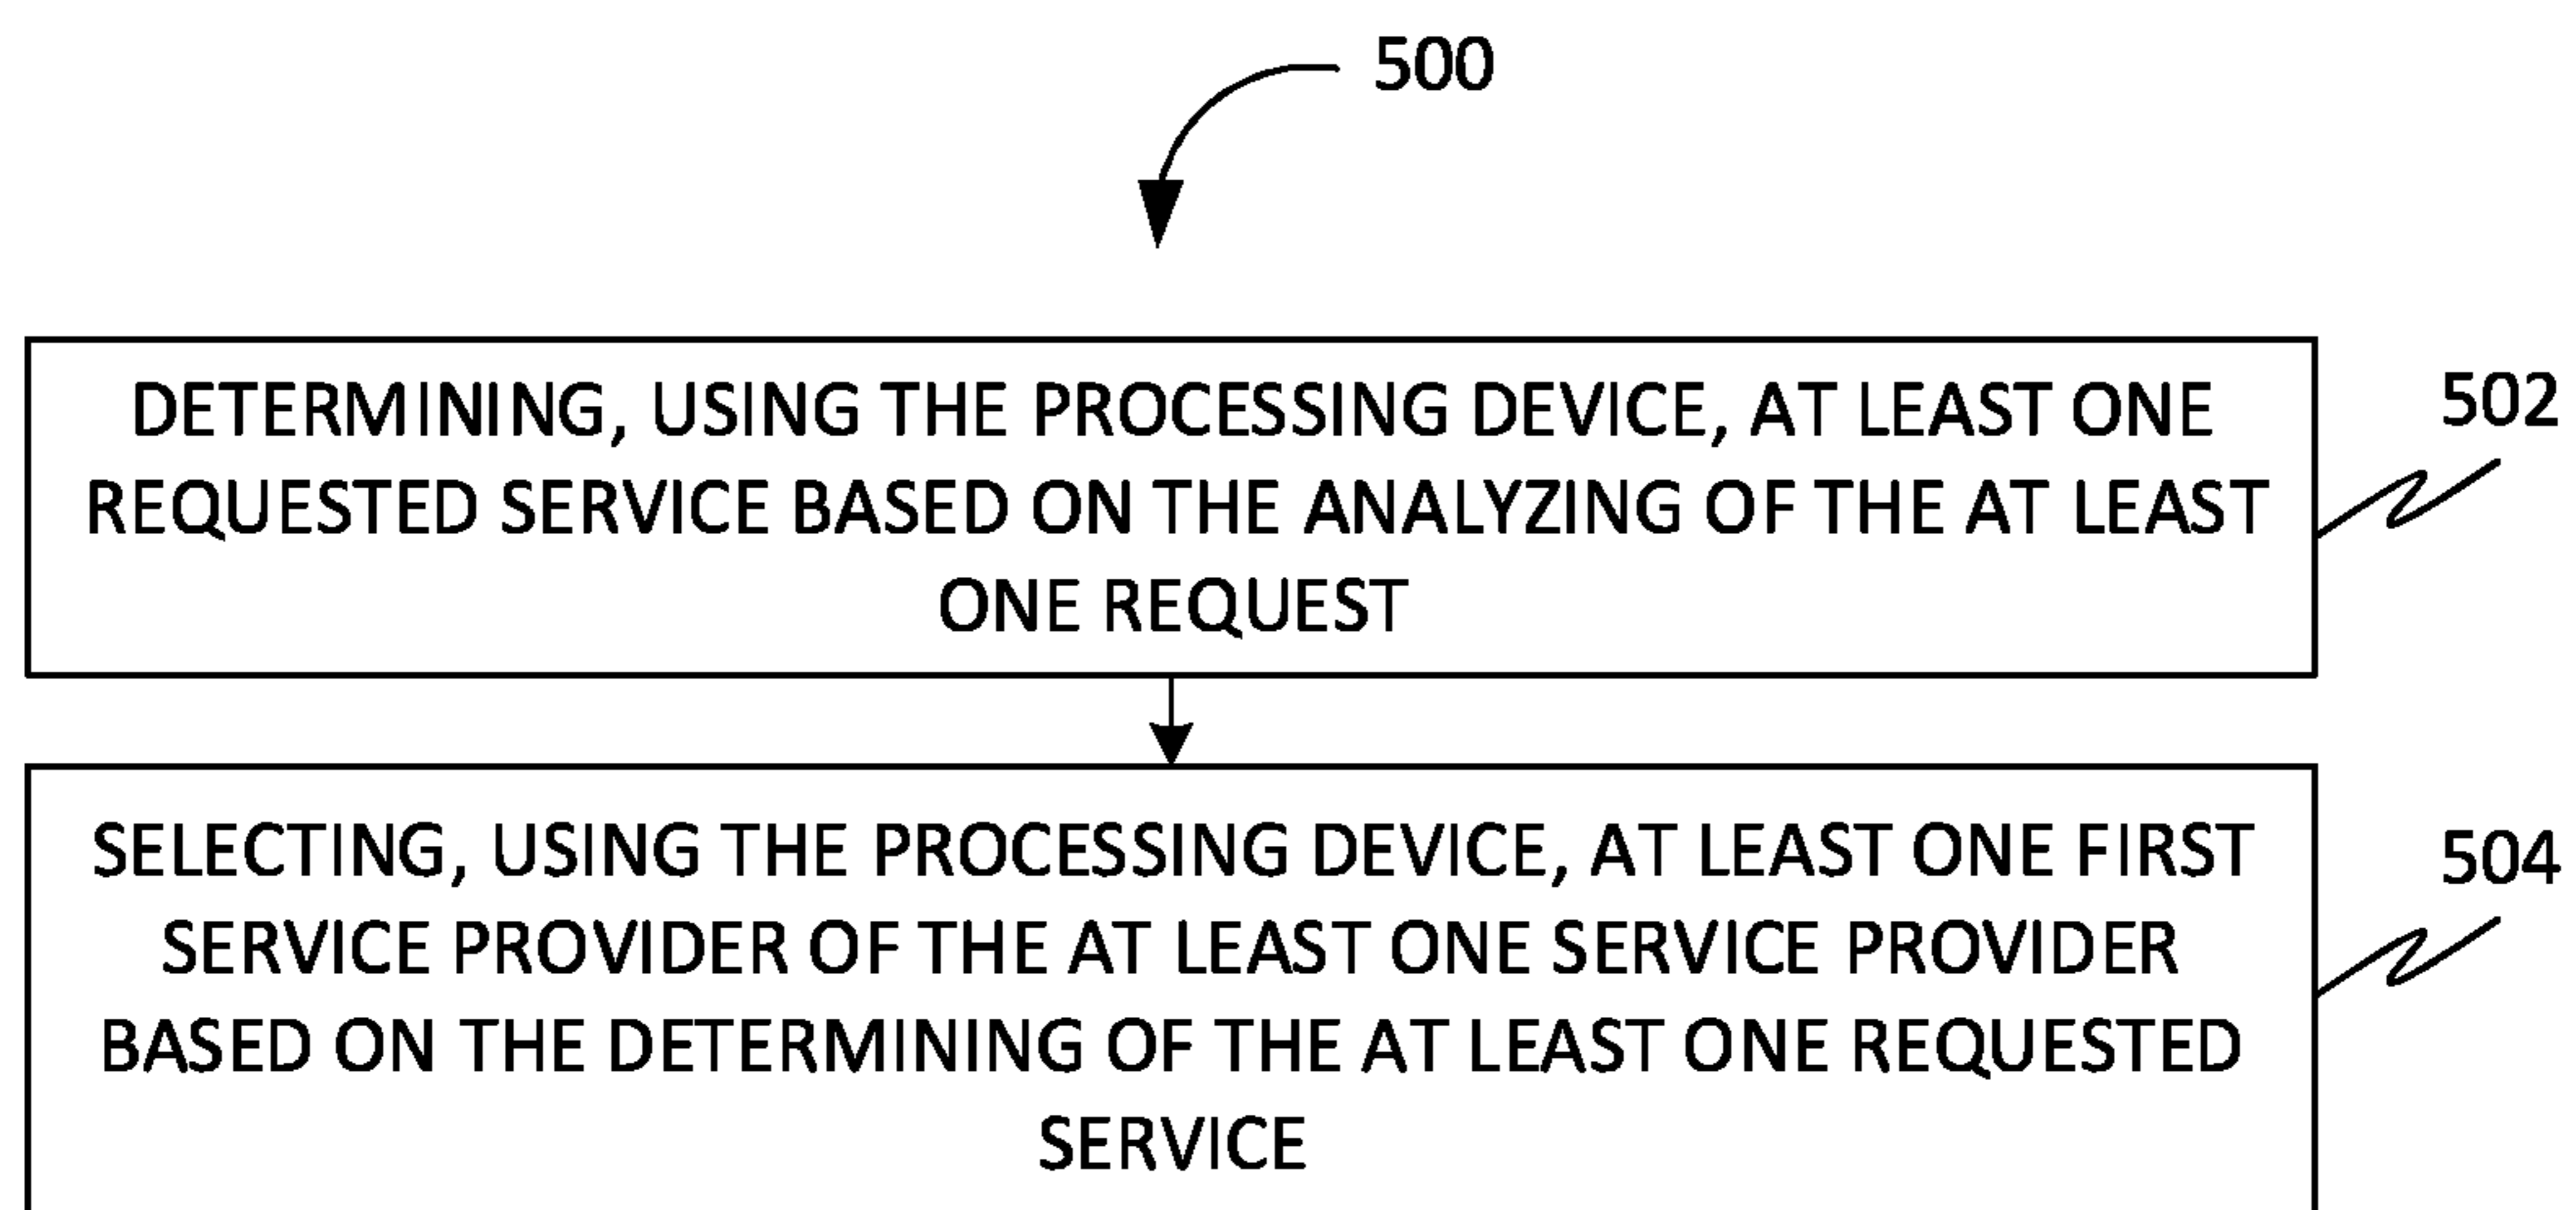 500
DETERMINING, USING THE PROCESSING DEVICE, AT LEAST ONE
REQUESTED SERVICE BASED ON THE ANALYZING OF THE AT LEAST
ONE REQUEST
502
SELECTING, USING THE PROCESSING DEVICE, AT LEAST ONE FIRST
SERVICE PROVIDER OF THE AT LEAST ONE SERVICE PROVIDER
BASED ON THE DETERMINING OF THE AT LEAST ONE REQUESTED
SERVICE
504